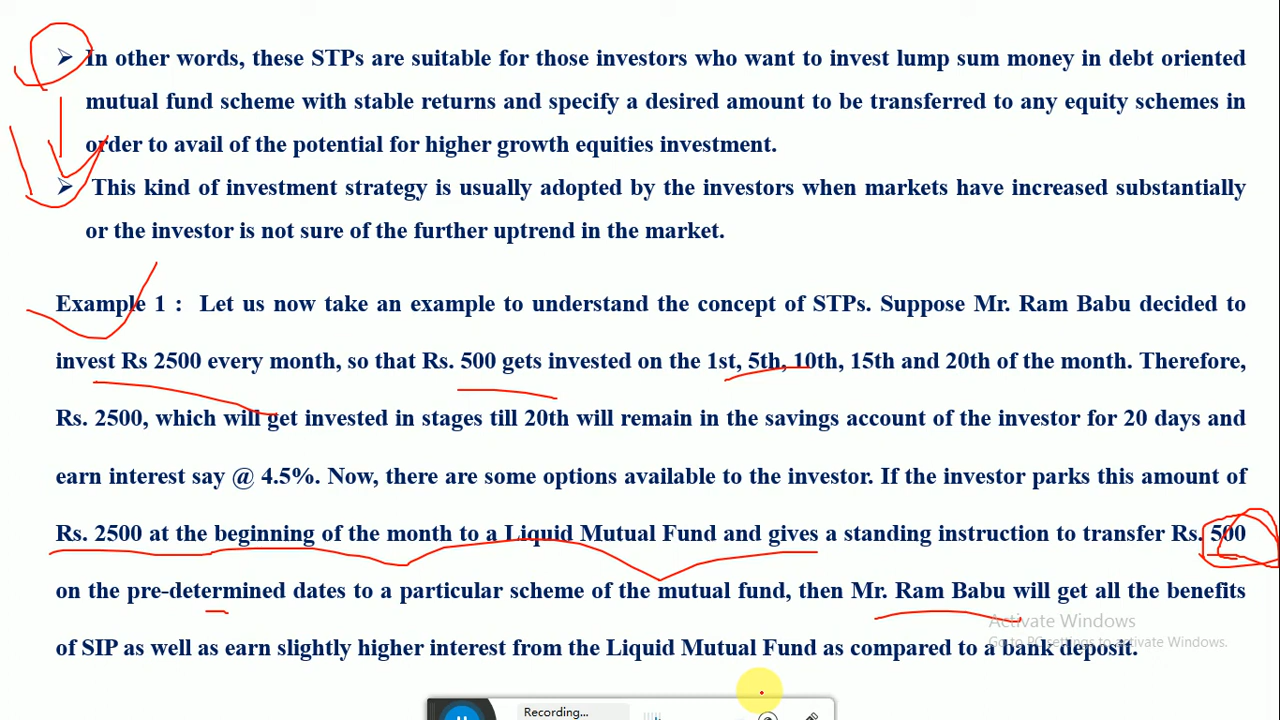 ➢ In other words, these STPs are suitable for those investors who want to invest lump sum money in debt oriented
mutual fund scheme with stable returns and specify a desired amount to be transferred to any equity schemes in
order to avail of the potential for higher growth equities investment.
➢ This kind of investment strategy is usually adopted by the investors when markets have increased substantially
or the investor is not sure of the further uptrend in the market.
Example 1 : Let us now take an example to understand the concept of STPs. Suppose Mr. Ram Babu decided to
invest Rs 2500 every month, so that Rs. 500 gets invested on the 1st, 5th, 10th, 15th and 20th of the month. Therefore,
Rs. 2500, which will get invested in stages till 20th will remain in the savings account of the investor for 20 days and
earn interest say @ 4.5%. Now, there are some options available to the investor. If the investor parks this amount of
Rs. 2500 at the beginning of the month to a Liquid Mutual Fund and gives a standing instruction to transfer Rs. 500
on the pre-determined dates to a particular scheme of the mutual fund, then Mr. Ram Babu will get all the benefits
of SIP as well as earn slightly higher interest from the Liquid Mutual Fund as compared to a bank deposit.
Activate Windows
Go to PC settings to activate Windows.
Recording...